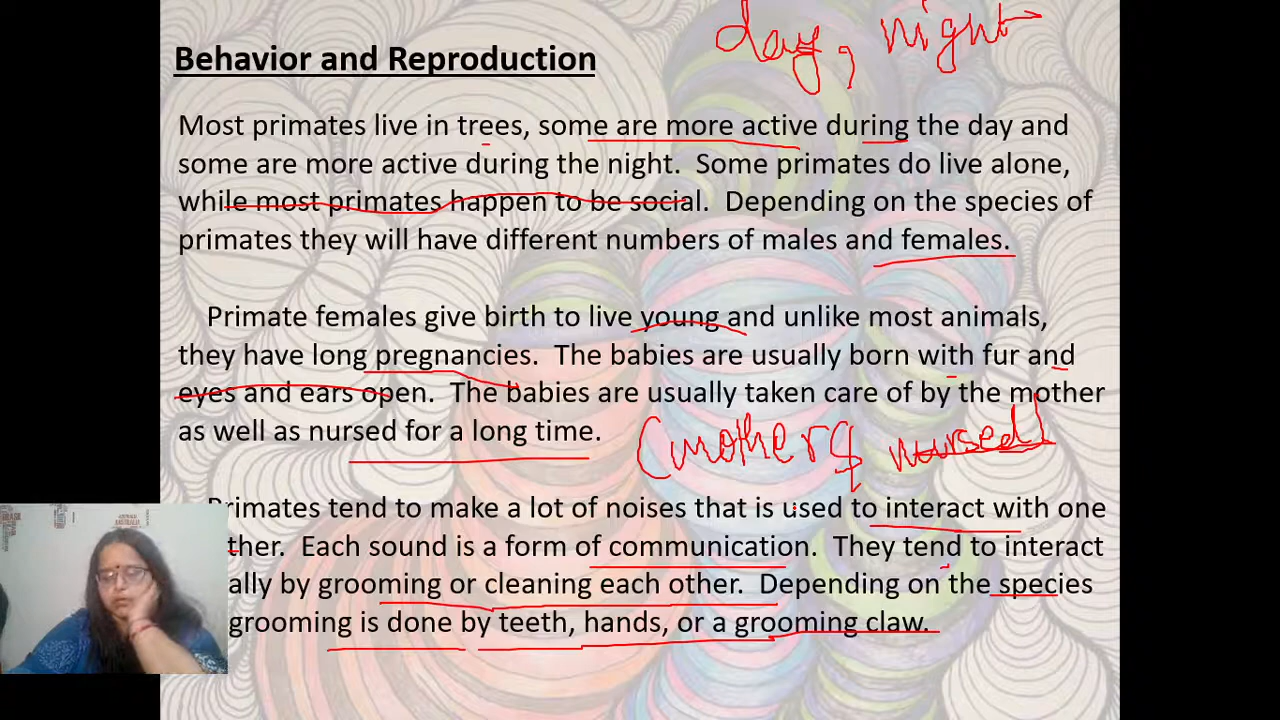 day, night
Behavior and Reproduction
Most primates live in trees, some are more active during the day and
some are more active during the night.  Some primates do live alone,
while most primates happen to be social.  Depending on the species of
primates they will have different numbers of males and females.
Primate females give birth to live young and unlike most animals,
they have long pregnancies.  The babies are usually born with fur and
eyes and ears open.  The babies are usually taken care of by the mother
as well as nursed for a long time.
(mother & nursed)
Primates tend to make a lot of noises that is used to interact with one
ther.  Each sound is a form of communication.  They tend to interact
ally by grooming or cleaning each other.  Depending on the species
grooming is done by teeth, hands, or a grooming claw.